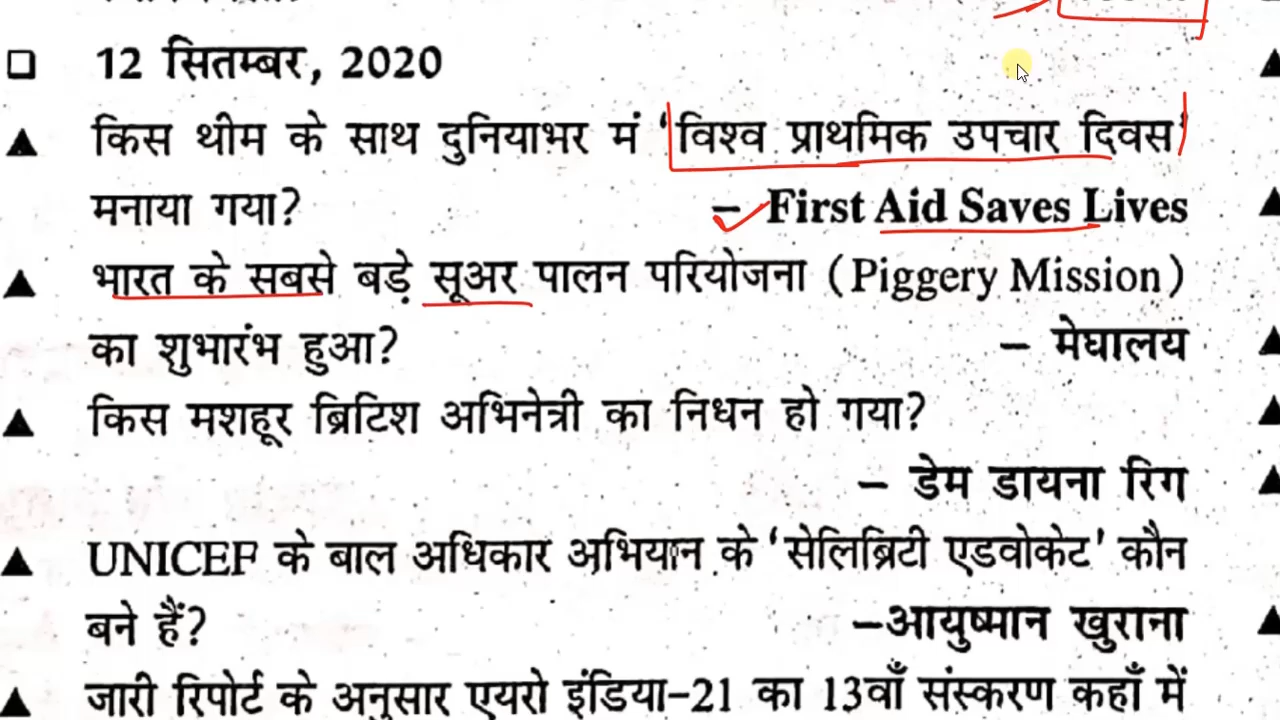 ❑ 12 सितम्बर, 2020
▲ किस थीम के साथ दुनियाभर में 'विश्व प्राथमिक उपचार दिवस'
मनाया गया? – First Aid Saves Lives
▲ भारत के सबसे बड़े सूअर पालन परियोजना (Piggery Mission)
का शुभारंभ हुआ? – मेघालय
▲ किस मशहूर ब्रिटिश अभिनेत्री का निधन हो गया?
– डेम डायना रिग
▲ UNICEF के बाल अधिकार अभियान के 'सेलिब्रिटी एडवोकेट' कौन
बने हैं? –आयुष्मान खुराना
▲ जारी रिपोर्ट के अनुसार एयरो इंडिया-21 का 13वाँ संस्करण कहाँ में